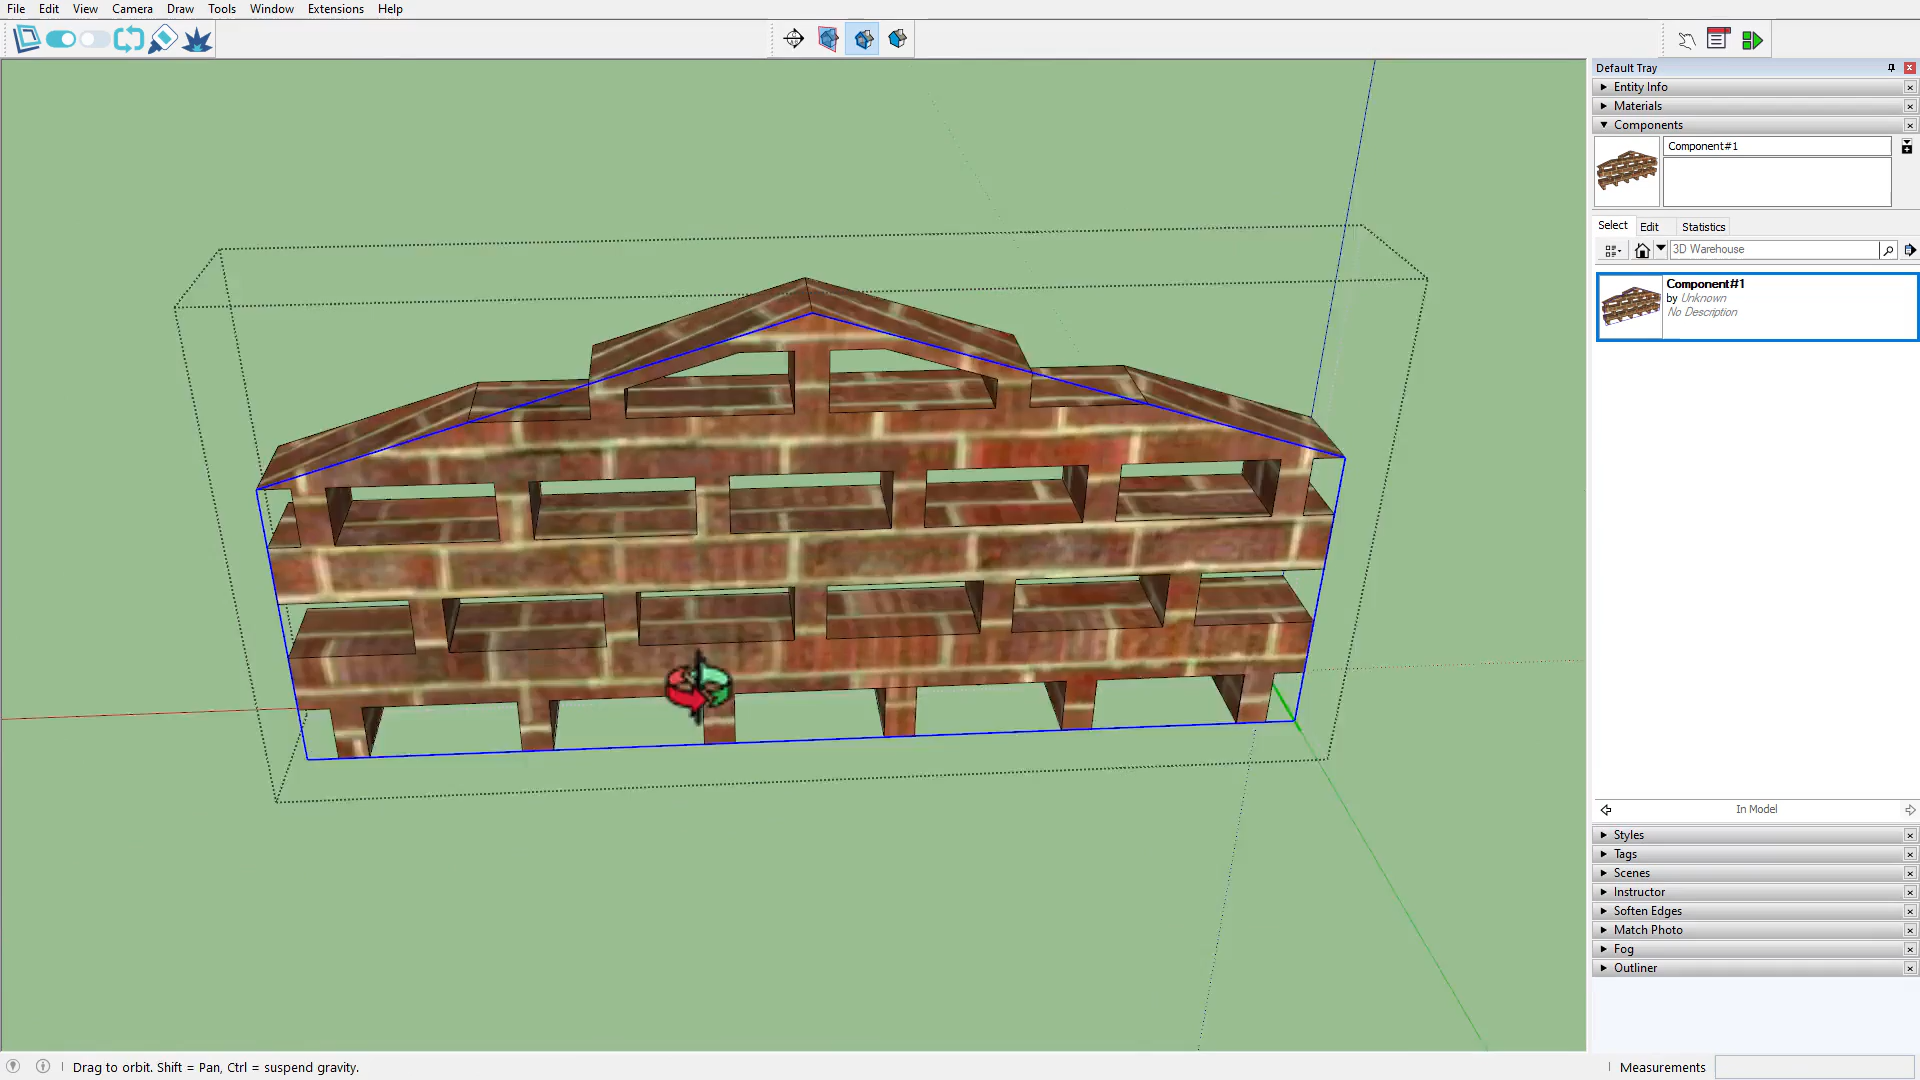 File Edit View Camera Draw Tools Window Extensions Help
Default Tray
Entity Info
Materials
Components
Component#1
Select Edit Statistics
3D Warehouse
Component#1
by Unknown
No Description
In Model
Styles
Tags
Scenes
Instructor
Soften Edges
Match Photo
Fog
Outliner
Drag to orbit. Shift = Pan, Ctrl = suspend gravity.
Measurements